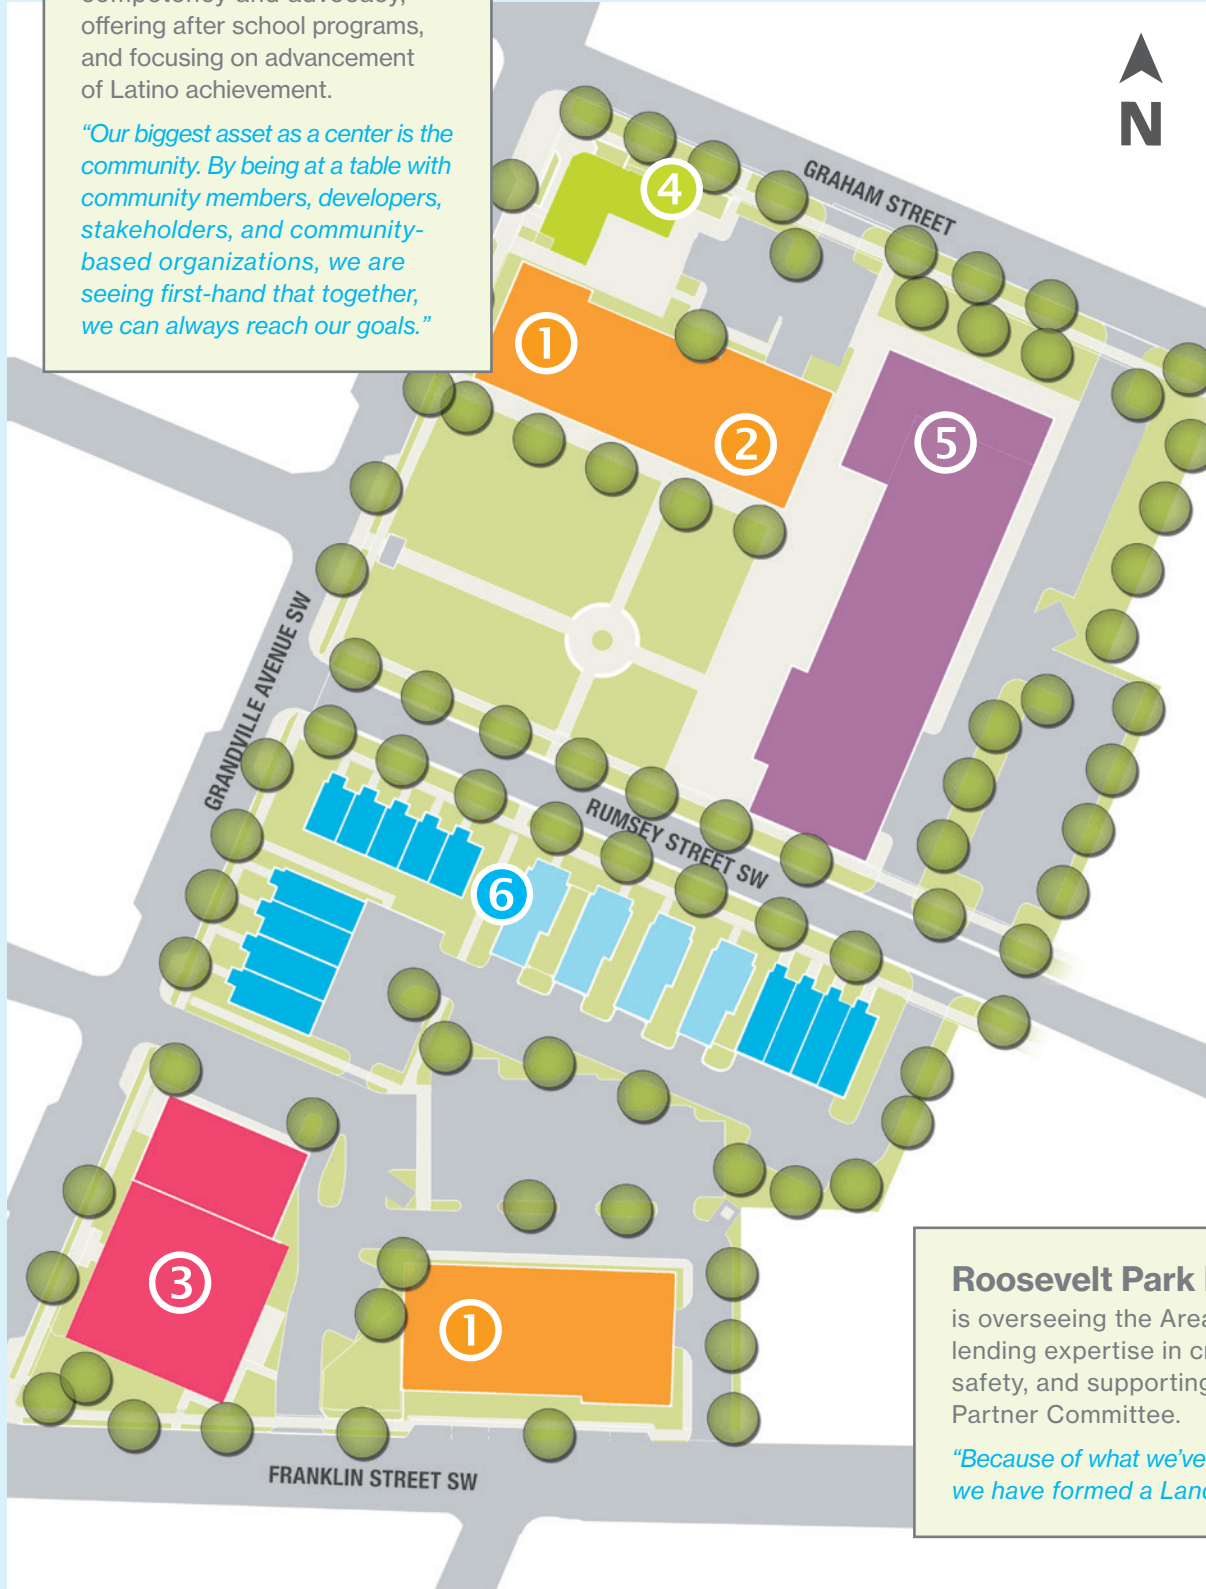 competency and advocacy,
offering after school programs,
and focusing on advancement
of Latino achievement.
“Our biggest asset as a center is the
community. By being at a table with
community members, developers,
stakeholders, and community-
based organizations, we are
seeing first-hand that together,
we can always reach our goals.”
N
GRAHAM STREET
4
1
2
5
GRANDVILLE AVENUE SW
RUMSEY STREET SW
6
3
1
FRANKLIN STREET SW
Roosevelt Park
is overseeing the Area
lending expertise in
safety, and supporting
Partner Committee.
“Because of what we’ve
we have formed a